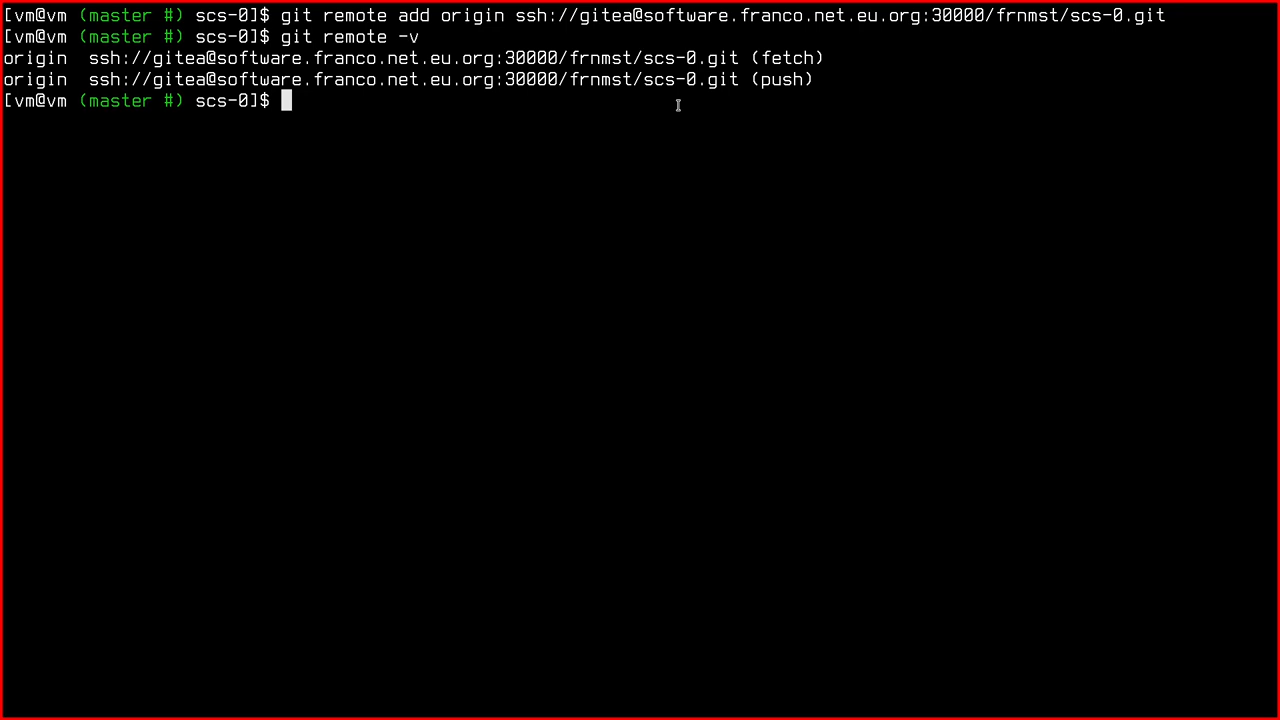 [vm@vm (master #) scs-0]$ git remote add origin ssh://gitea@software.franco.net.eu.org:30000/frnmst/scs-0.git
[vm@vm (master #) scs-0]$ git remote -v
origin  ssh://gitea@software.franco.net.eu.org:30000/frnmst/scs-0.git (fetch)
origin  ssh://gitea@software.franco.net.eu.org:30000/frnmst/scs-0.git (push)
[vm@vm (master #) scs-0]$